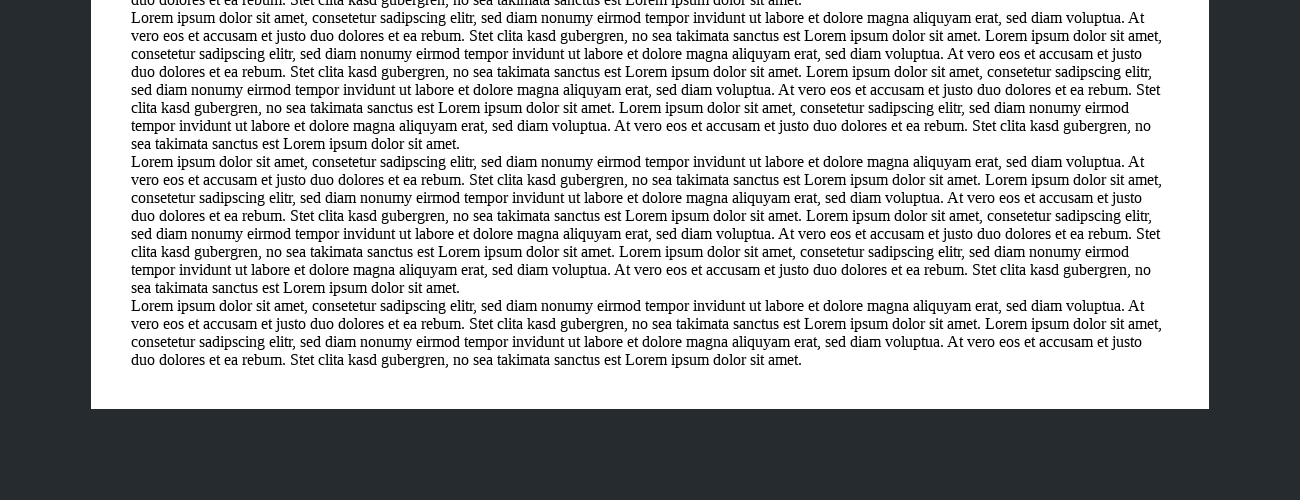 duo dolores et ea rebum. Stet clita kasd gubergren, no sea takimata sanctus est Lorem ipsum dolor sit amet.
Lorem ipsum dolor sit amet, consetetur sadipscing elitr, sed diam nonumy eirmod tempor invidunt ut labore et dolore magna aliquyam erat, sed diam voluptua. At
vero eos et accusam et justo duo dolores et ea rebum. Stet clita kasd gubergren, no sea takimata sanctus est Lorem ipsum dolor sit amet. Lorem ipsum dolor sit amet,
consetetur sadipscing elitr, sed diam nonumy eirmod tempor invidunt ut labore et dolore magna aliquyam erat, sed diam voluptua. At vero eos et accusam et justo
duo dolores et ea rebum. Stet clita kasd gubergren, no sea takimata sanctus est Lorem ipsum dolor sit amet. Lorem ipsum dolor sit amet, consetetur sadipscing elitr,
sed diam nonumy eirmod tempor invidunt ut labore et dolore magna aliquyam erat, sed diam voluptua. At vero eos et accusam et justo duo dolores et ea rebum. Stet
clita kasd gubergren, no sea takimata sanctus est Lorem ipsum dolor sit amet. Lorem ipsum dolor sit amet, consetetur sadipscing elitr, sed diam nonumy eirmod
tempor invidunt ut labore et dolore magna aliquyam erat, sed diam voluptua. At vero eos et accusam et justo duo dolores et ea rebum. Stet clita kasd gubergren, no
sea takimata sanctus est Lorem ipsum dolor sit amet.
Lorem ipsum dolor sit amet, consetetur sadipscing elitr, sed diam nonumy eirmod tempor invidunt ut labore et dolore magna aliquyam erat, sed diam voluptua. At
vero eos et accusam et justo duo dolores et ea rebum. Stet clita kasd gubergren, no sea takimata sanctus est Lorem ipsum dolor sit amet. Lorem ipsum dolor sit amet,
consetetur sadipscing elitr, sed diam nonumy eirmod tempor invidunt ut labore et dolore magna aliquyam erat, sed diam voluptua. At vero eos et accusam et justo
duo dolores et ea rebum. Stet clita kasd gubergren, no sea takimata sanctus est Lorem ipsum dolor sit amet. Lorem ipsum dolor sit amet, consetetur sadipscing elitr,
sed diam nonumy eirmod tempor invidunt ut labore et dolore magna aliquyam erat, sed diam voluptua. At vero eos et accusam et justo duo dolores et ea rebum. Stet
clita kasd gubergren, no sea takimata sanctus est Lorem ipsum dolor sit amet. Lorem ipsum dolor sit amet, consetetur sadipscing elitr, sed diam nonumy eirmod
tempor invidunt ut labore et dolore magna aliquyam erat, sed diam voluptua. At vero eos et accusam et justo duo dolores et ea rebum. Stet clita kasd gubergren, no
sea takimata sanctus est Lorem ipsum dolor sit amet.
Lorem ipsum dolor sit amet, consetetur sadipscing elitr, sed diam nonumy eirmod tempor invidunt ut labore et dolore magna aliquyam erat, sed diam voluptua. At
vero eos et accusam et justo duo dolores et ea rebum. Stet clita kasd gubergren, no sea takimata sanctus est Lorem ipsum dolor sit amet. Lorem ipsum dolor sit amet,
consetetur sadipscing elitr, sed diam nonumy eirmod tempor invidunt ut labore et dolore magna aliquyam erat, sed diam voluptua. At vero eos et accusam et justo
duo dolores et ea rebum. Stet clita kasd gubergren, no sea takimata sanctus est Lorem ipsum dolor sit amet.